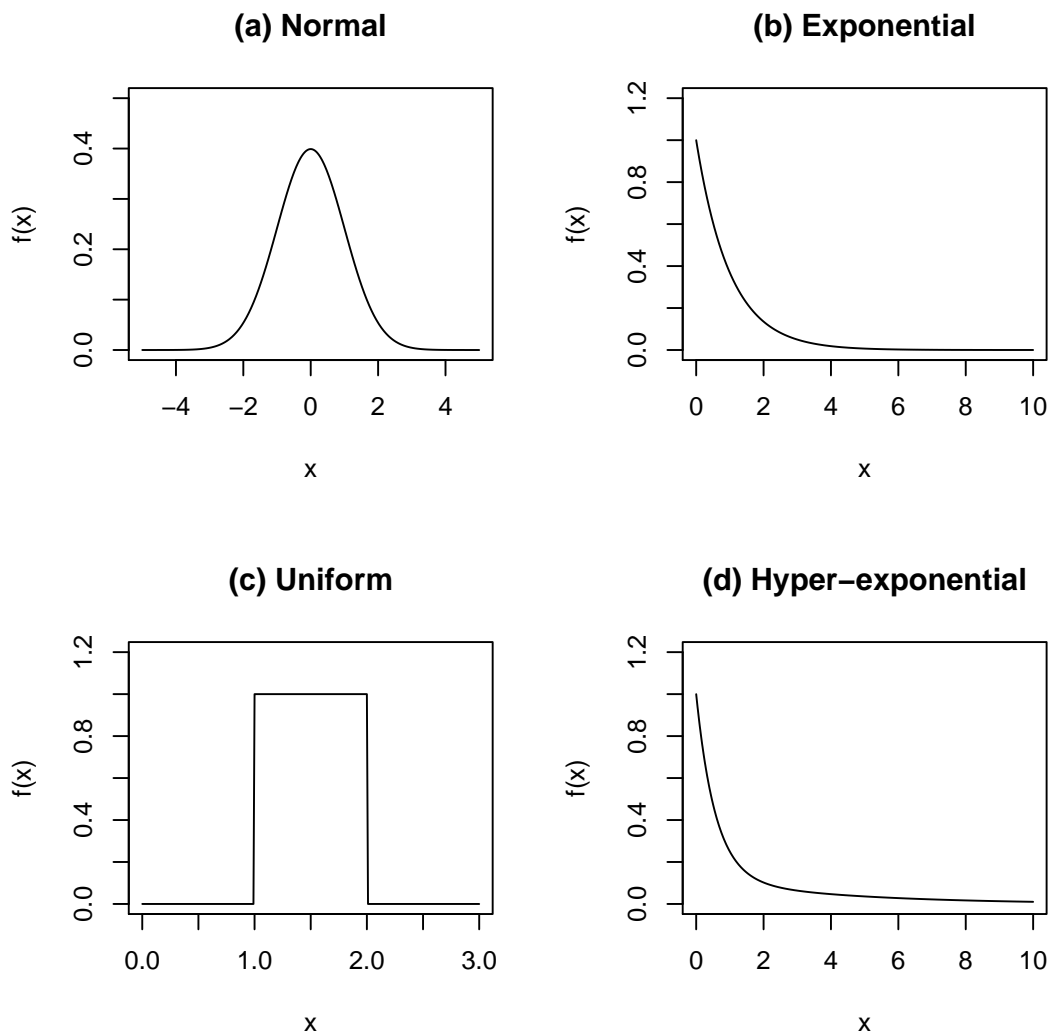 (a) Normal
f(x)
0.0 0.2 0.4
−4 −2 0 2 4
x
(b) Exponential
f(x)
0.0 0.4 0.8 1.2
0 2 4 6 8 10
x
(c) Uniform
f(x)
0.0 0.4 0.8 1.2
0.0 1.0 2.0 3.0
x
(d) Hyper−exponential
f(x)
0.0 0.4 0.8 1.2
0 2 4 6 8 10
x